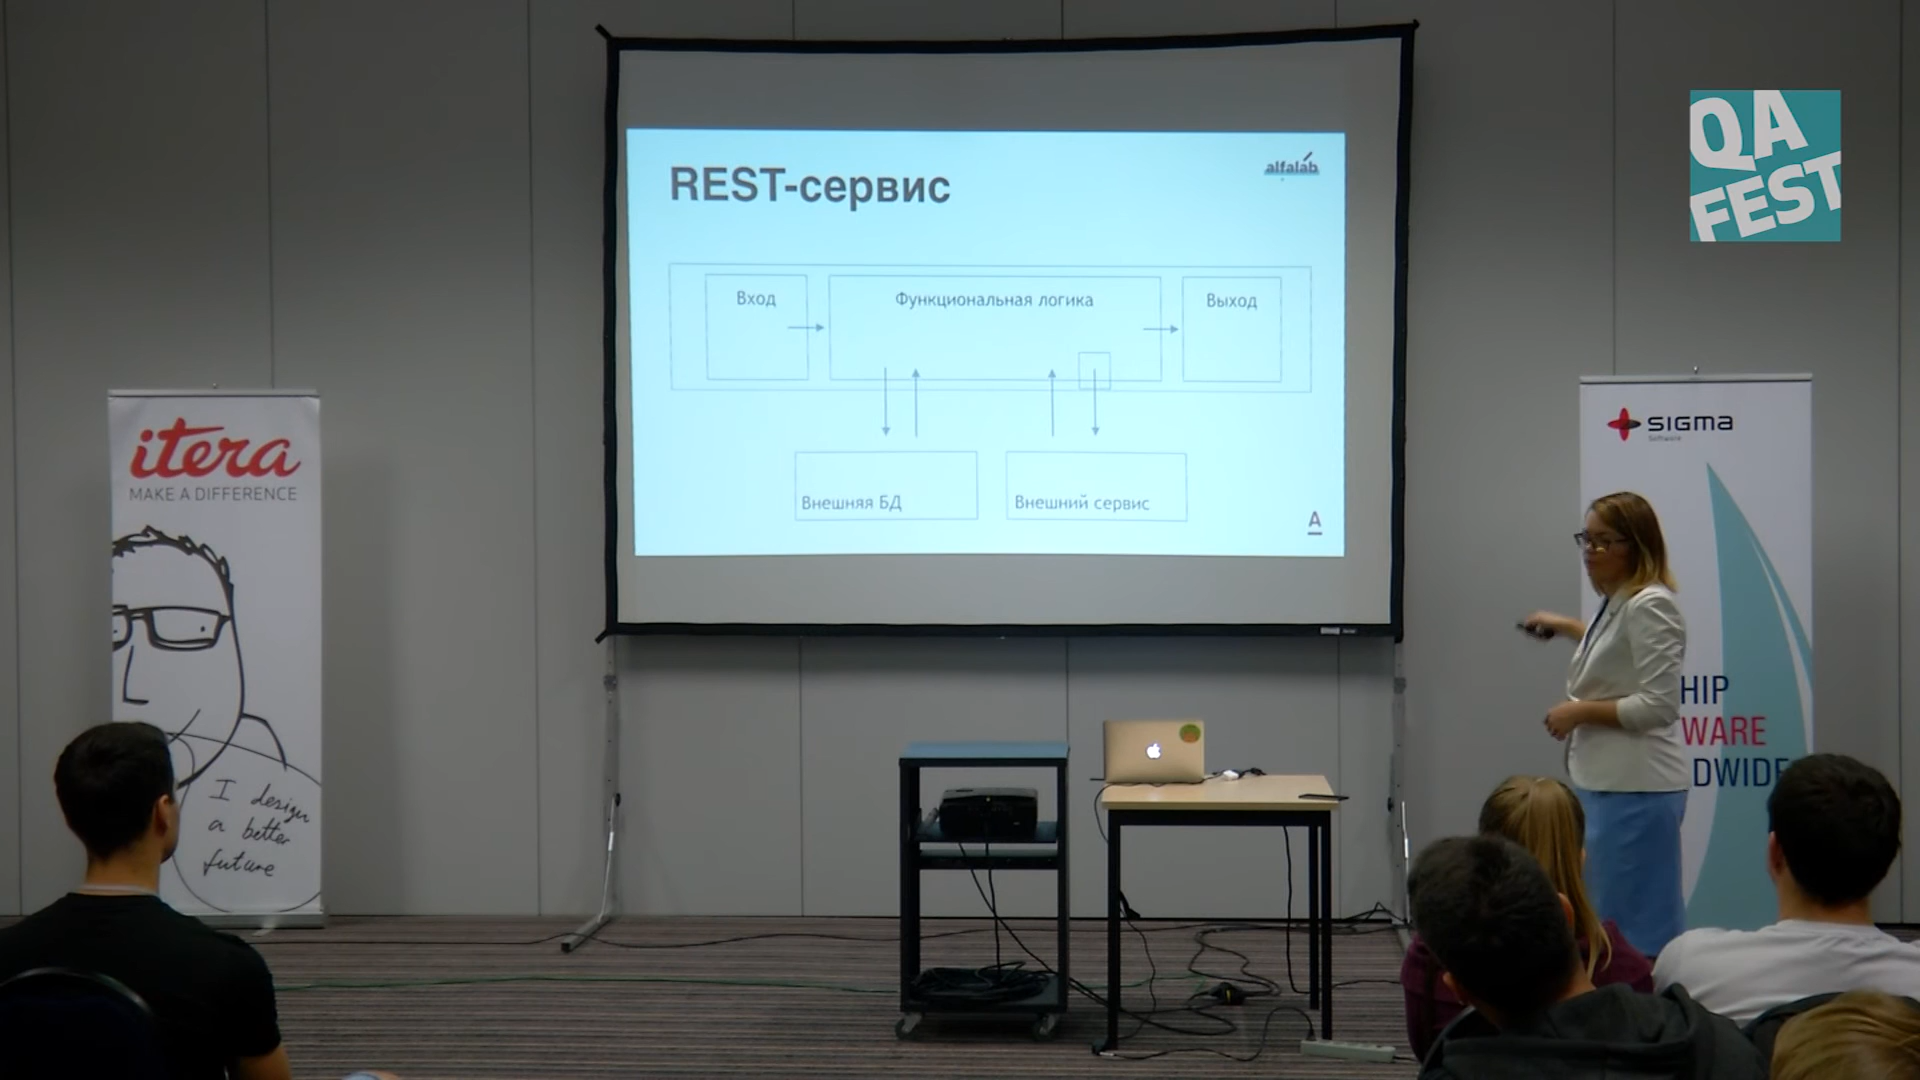 QA
FEST
REST-сервис
alfalab
Вход
Функциональная логика
Выход
Внешняя БД
Внешний сервис
A
itera
MAKE A DIFFERENCE
I design
a better
future
SIGMA
Software
HIP
WARE
DWIDE